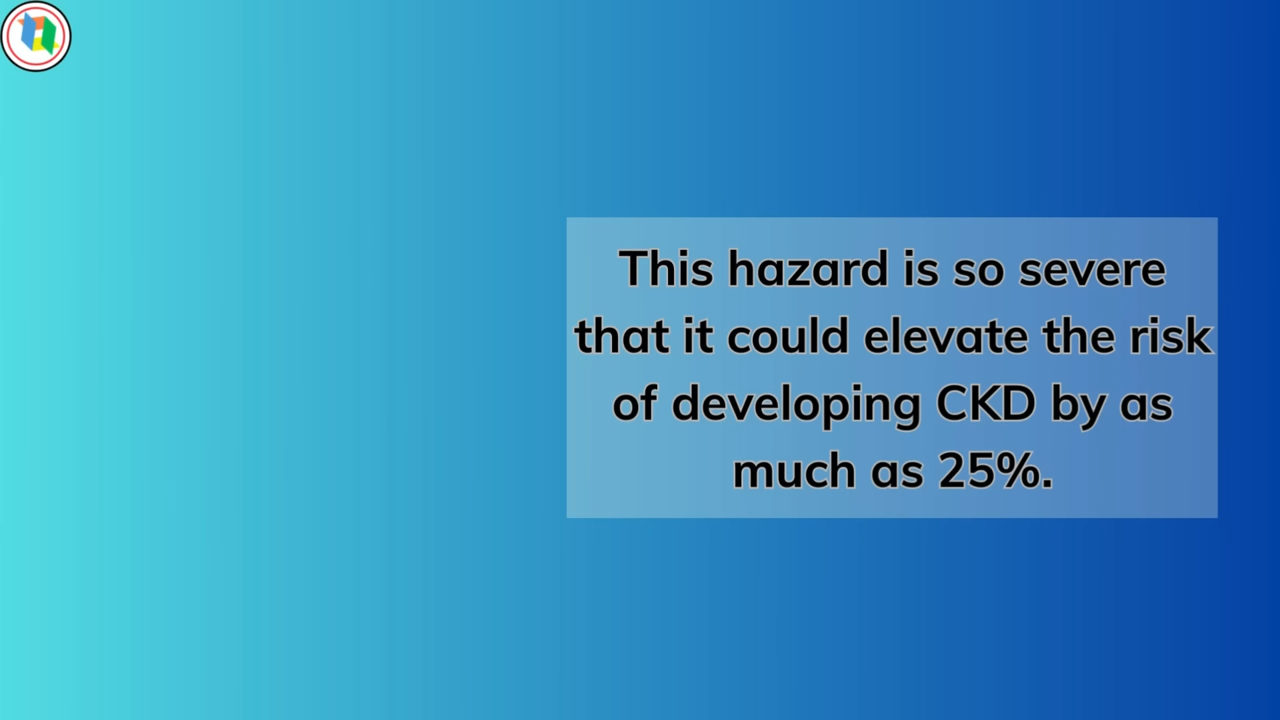 This hazard is so severe
that it could elevate the risk
of developing CKD by as
much as 25%.